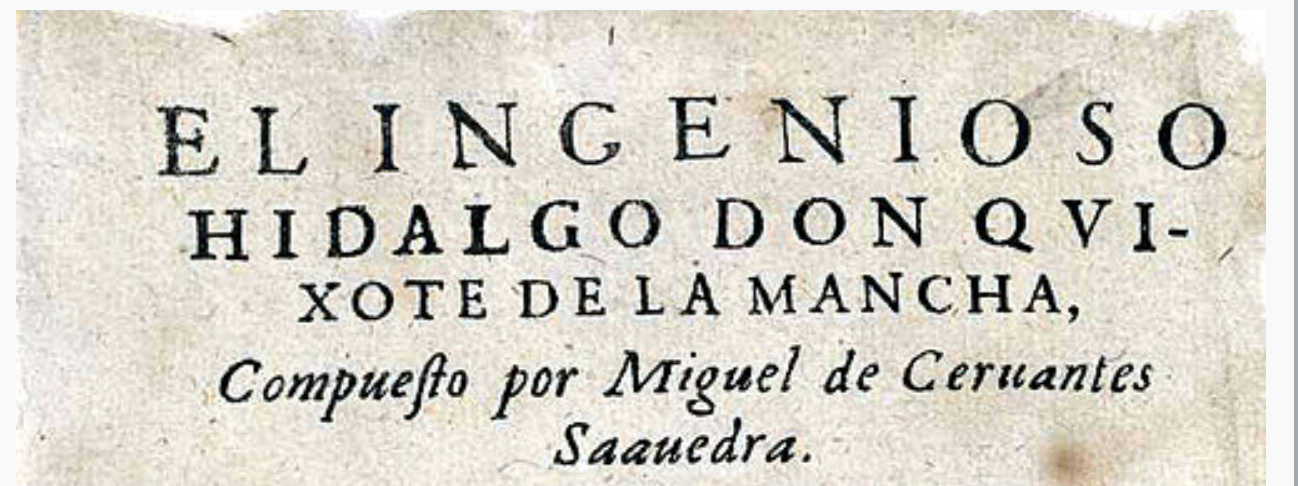 EL INGENIOSO
HIDALGO DON QVI-
XOTE DE LA MANCHA,
Compueſto por Miguel de Ceruantes
Saauedra.